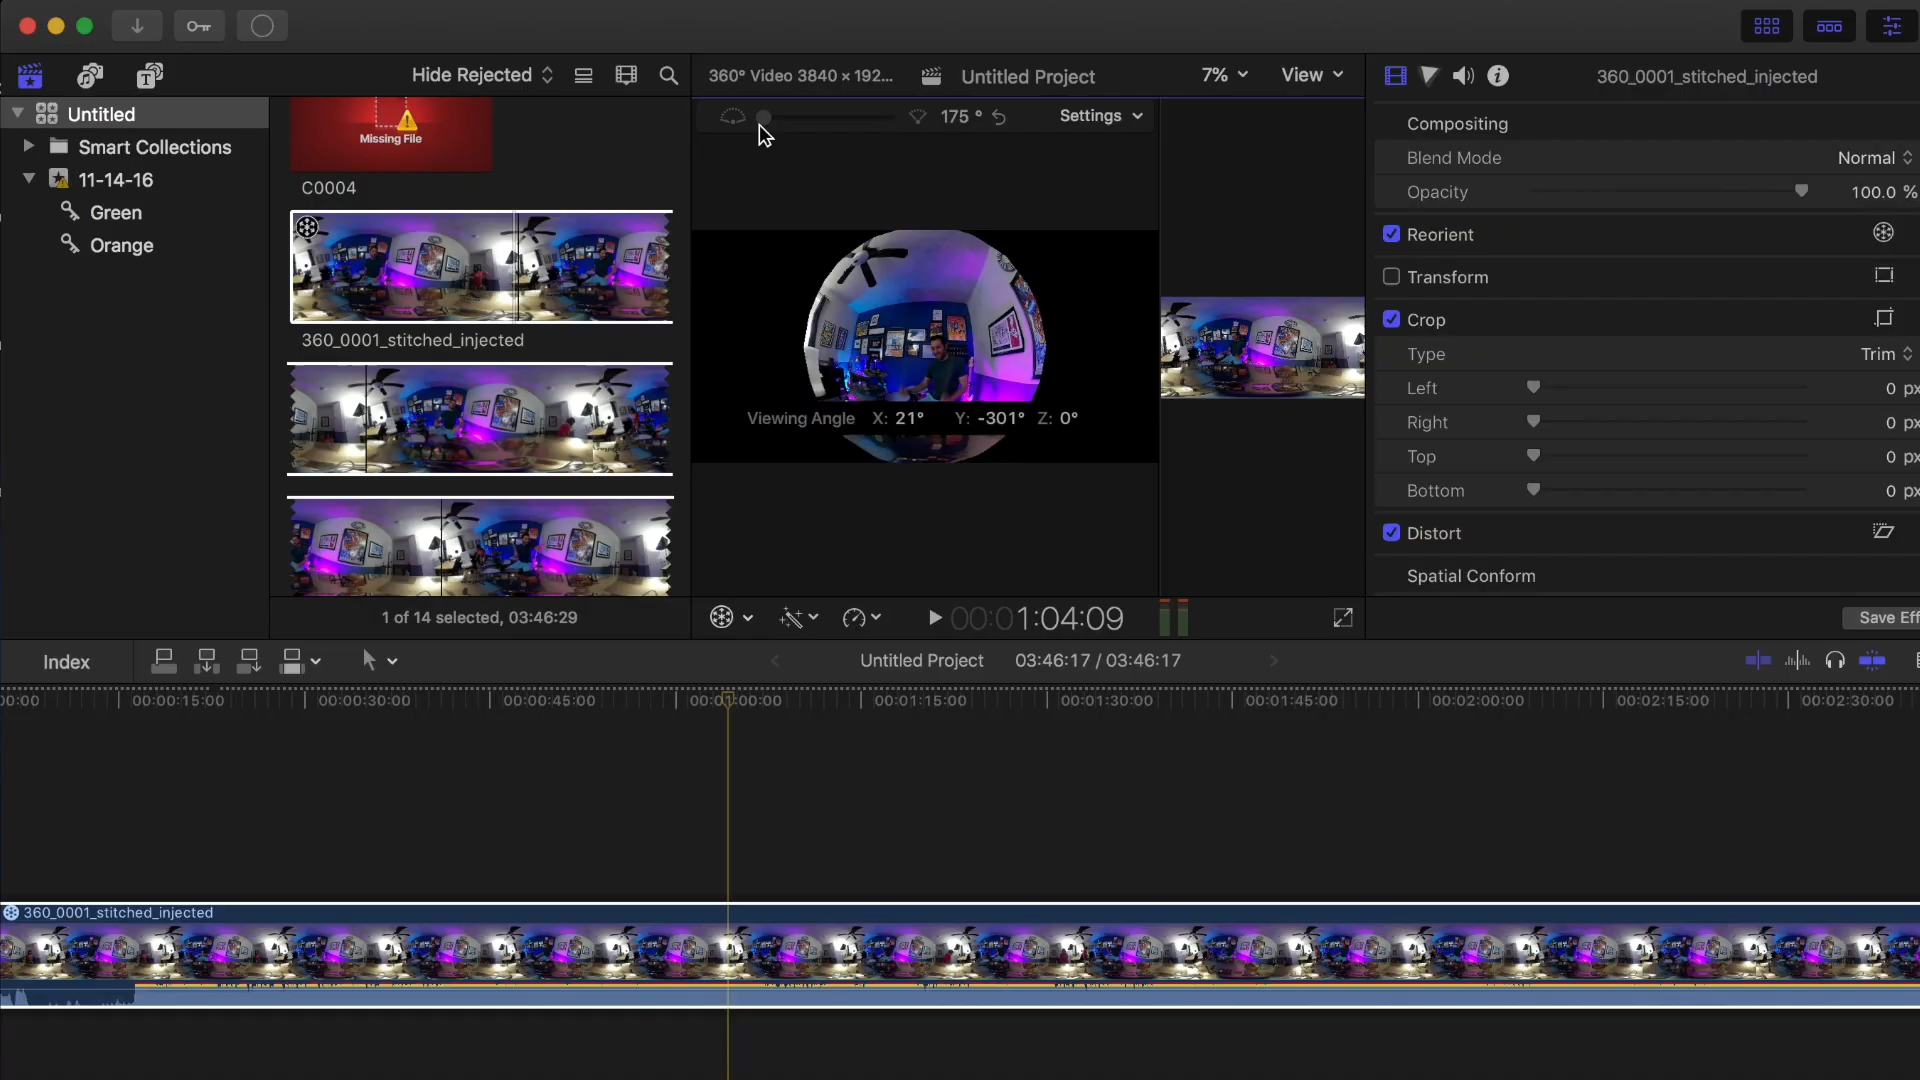 Hide Rejected
360° Video 3840 × 192...
Untitled Project
7%
View
360_0001_stitched_injected
Untitled
Smart Collections
11-14-16
Green
Orange
Missing File
C0004
360_0001_stitched_injected
1 of 14 selected, 03:46:29
175 °
Settings
Viewing Angle X: 21° Y: -301° Z: 0°
00:01:04:09
Compositing
Blend Mode Normal
Opacity 100.0 %
Reorient
Transform
Crop
Type Trim
Left 0 px
Right 0 px
Top 0 px
Bottom 0 px
Distort
Spatial Conform
Save Eff
Index
Untitled Project 03:46:17 / 03:46:17
00:00 00:00:15:00 00:00:30:00 00:00:45:00 00:01:00:00 00:01:15:00 00:01:30:00 00:01:45:00 00:02:00:00 00:02:15:00 00:02:30:00
360_0001_stitched_injected